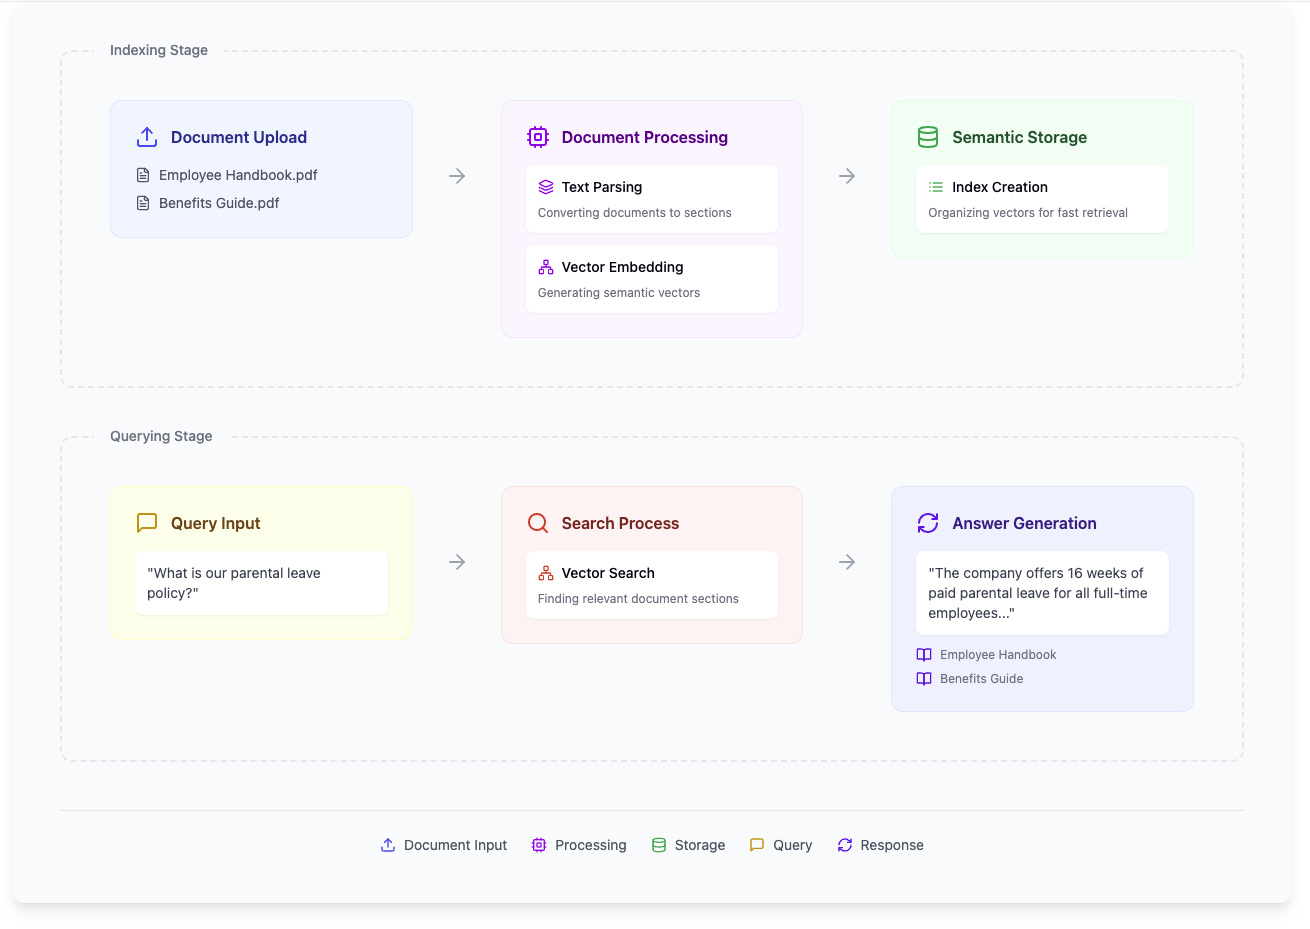 Indexing Stage
Document Upload
Employee Handbook.pdf
Benefits Guide.pdf
Document Processing
Text Parsing
Converting documents to sections
Vector Embedding
Generating semantic vectors
Semantic Storage
Index Creation
Organizing vectors for fast retrieval
Querying Stage
Query Input
"What is our parental leave
policy?"
Search Process
Vector Search
Finding relevant document sections
Answer Generation
"The company offers 16 weeks of
paid parental leave for all full-time
employees..."
Employee Handbook
Benefits Guide
Document Input Processing Storage Query Response